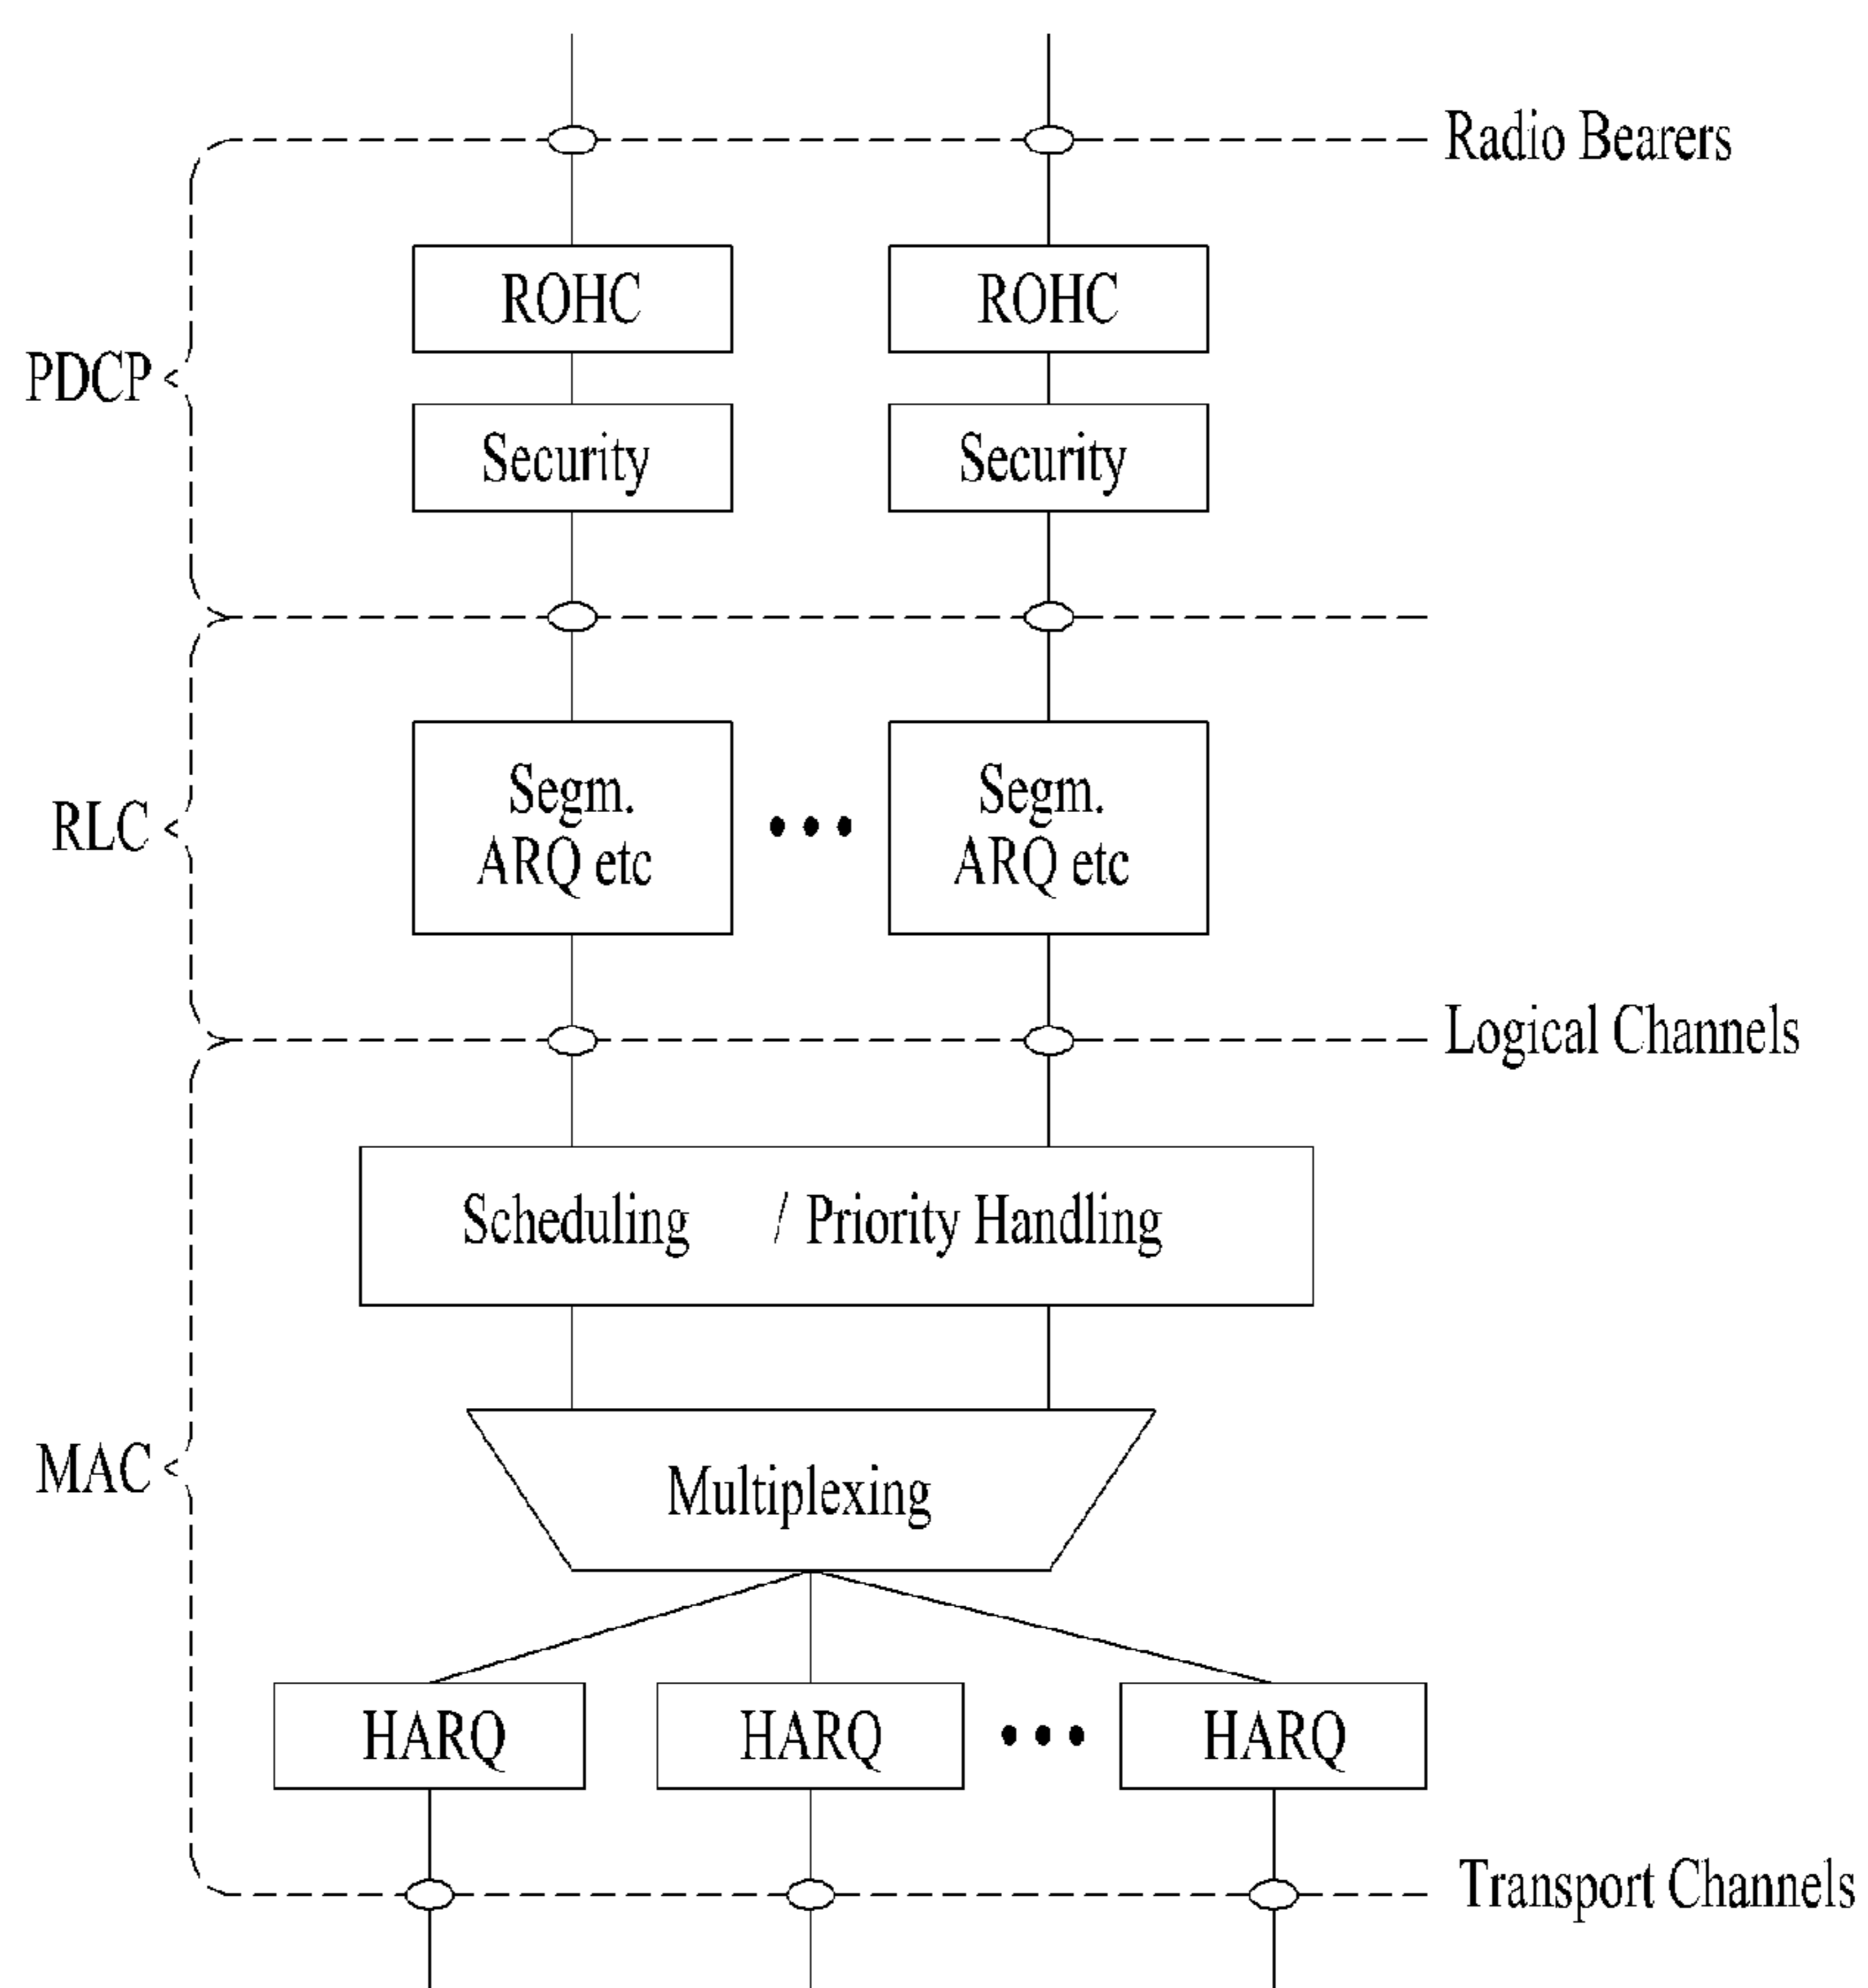 Radio Bearers
ROHC
ROHC
PDCP
Security
Security
Segm.
ARQ etc
Segm.
ARQ etc
RLC
Logical Channels
Scheduling / Priority Handling
MAC
Multiplexing
HARQ
HARQ
HARQ
Transport Channels